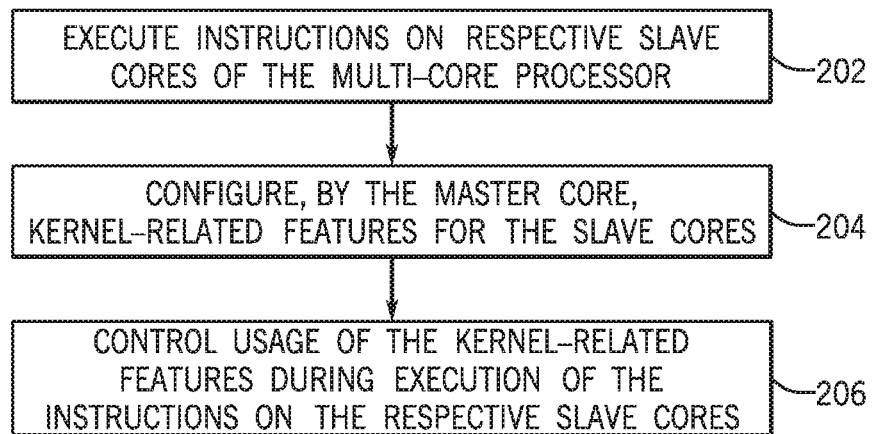 EXECUTE INSTRUCTIONS ON RESPECTIVE SLAVE
CORES OF THE MULTI-CORE PROCESSOR
202
CONFIGURE, BY THE MASTER CORE,
KERNEL-RELATED FEATURES FOR THE SLAVE CORES
204
CONTROL USAGE OF THE KERNEL-RELATED
FEATURES DURING EXECUTION OF THE
INSTRUCTIONS ON THE RESPECTIVE SLAVE CORES
206